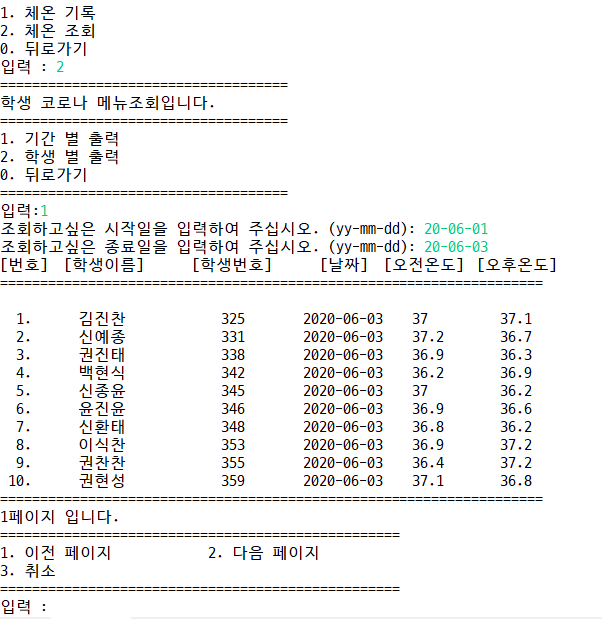 1. 체온 기록
2. 체온 조회
0. 뒤로가기
입력 : 2
====================================
학생 코로나 메뉴조회입니다.
====================================
1. 기간 별 출력
2. 학생 별 출력
0. 뒤로가기
====================================
입력:1
조회하고싶은 시작일을 입력하여 주십시오. (yy-mm-dd): 20-06-01
조회하고싶은 종료일을 입력하여 주십시오. (yy-mm-dd): 20-06-03
[번호] [학생이름] [학생번호] [날짜] [오전온도] [오후온도]
====================================================================
1. 김진찬 325 2020-06-03 37 37.1
2. 신예종 331 2020-06-03 37.2 36.7
3. 권진태 338 2020-06-03 36.9 36.3
4. 백현식 342 2020-06-03 36.2 36.9
5. 신종윤 345 2020-06-03 37 36.2
6. 윤진윤 346 2020-06-03 36.9 36.6
7. 신환태 348 2020-06-03 36.8 36.2
8. 이식찬 353 2020-06-03 36.9 37.2
9. 권찬찬 355 2020-06-03 36.4 37.2
10. 권현성 359 2020-06-03 37.1 36.8
====================================================================
1페이지 입니다.
==================================================
1. 이전 페이지 2. 다음 페이지
3. 취소
==================================================
입력 :